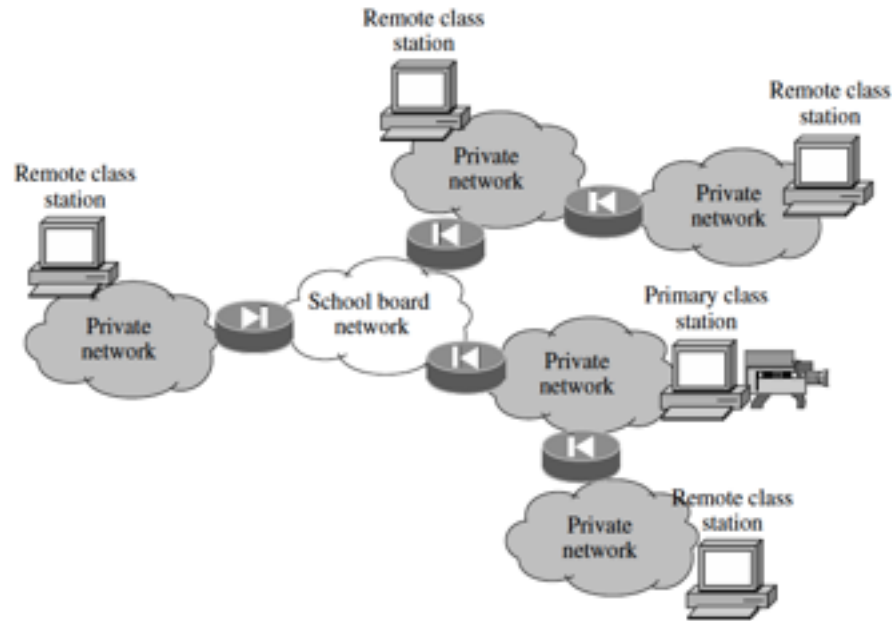 Remote class
station
Remote class
station
Private
network
Remote class
station
Private
network
Private
network
School board
network
Primary class
station
Private
network
Remote class
station
Private
network